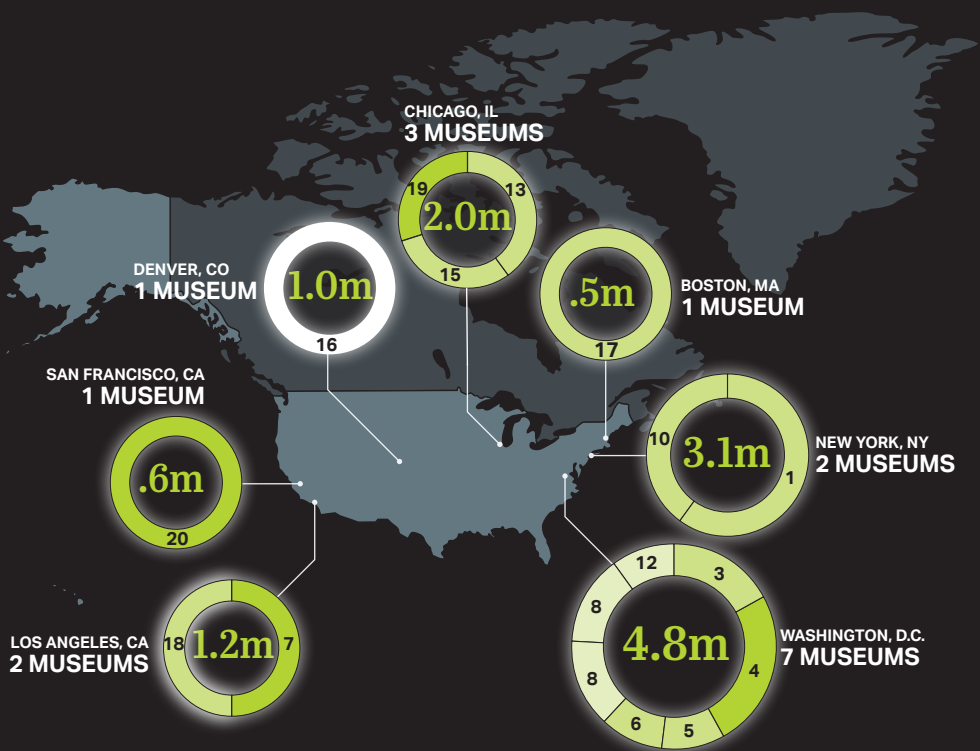 CHICAGO, IL
3 MUSEUMS
19
13
2.0m
15
DENVER, CO
1 MUSEUM
1.0m
16
.5m
17
BOSTON, MA
1 MUSEUM
SAN FRANCISCO, CA
1 MUSEUM
.6m
20
10
3.1m
1
NEW YORK, NY
2 MUSEUMS
LOS ANGELES, CA
2 MUSEUMS
18
1.2m
7
12
3
8
4.8m
4
8
6
5
WASHINGTON, D.C.
7 MUSEUMS